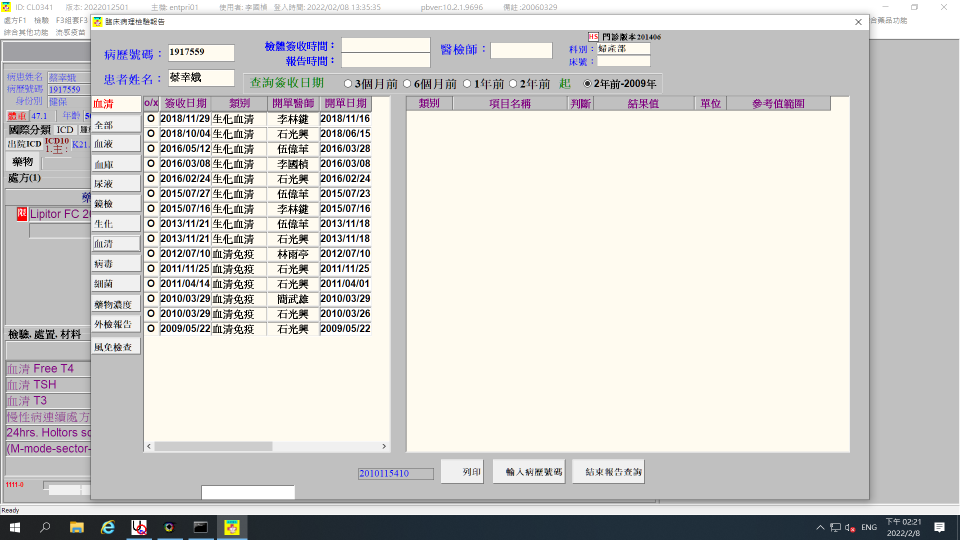 ID: CL0341 版本: 2022012501 主檔: entpri01 使用者: 李國楨 登入時間: 2022/02/08 13:35:35 pbver:10.2.1.9696 備註 :20060329
處方F1 檢驗 F3組套F3
綜合其他功能 流感疫苗
臨床病理檢驗報告
HS 門診版本201406
病歷號碼: 1917559
檢體簽收時間:
報告時間:
醫檢師:
科別: 婦產部
床號:
患者姓名: 蔡幸娥
查詢簽收日期 3個月前 6個月前 1年前 2年前 起 2年前-2009年
病患姓名 蔡幸娥
病歷號碼 1917559
身份別 健保
體重 47.1 年齡
國際分類 ICD
出院ICD ICD10 1.主: K21.
藥物
處方(1)
限 Lipitor FC 20
檢驗, 處置, 材料
血清 Free T4
血清 TSH
血清 T3
慢性病連續處方
24hrs. Holtors
(M-mode-sector-
1111-0
血清
全部
血液
血庫
尿液
鏡檢
生化
血清
病毒
細菌
藥物濃度
外檢報告
風免檢查
o/x 簽收日期 類別 開單醫師 開單日期
O 2018/11/29 生化血清 李林鍵 2018/11/16
O 2018/10/04 生化血清 石光興 2018/06/15
O 2016/05/12 生化血清 伍偉華 2016/03/28
O 2016/03/08 生化血清 李國楨 2016/03/08
O 2016/02/24 生化血清 石光興 2016/02/24
O 2015/07/27 生化血清 伍偉華 2015/07/23
O 2015/07/16 生化血清 李林鍵 2015/07/16
O 2013/11/21 生化血清 伍偉華 2013/11/18
O 2013/11/21 生化血清 石光興 2013/11/18
O 2012/07/10 血清免疫 林雨亭 2012/07/10
O 2011/11/25 血清免疫 石光興 2011/11/25
O 2011/04/14 血清免疫 石光興 2011/04/01
O 2010/03/29 血清免疫 簡武雄 2010/03/29
O 2010/03/29 血清免疫 石光興 2010/03/26
O 2009/05/22 血清免疫 石光興 2009/05/22
類別 項目名稱 判斷 結果值 單位 參考值範圍
2010115410 列印 輸入病歷號碼 結束報告查詢
Ready
ENG
下午 02:21
2022/2/8